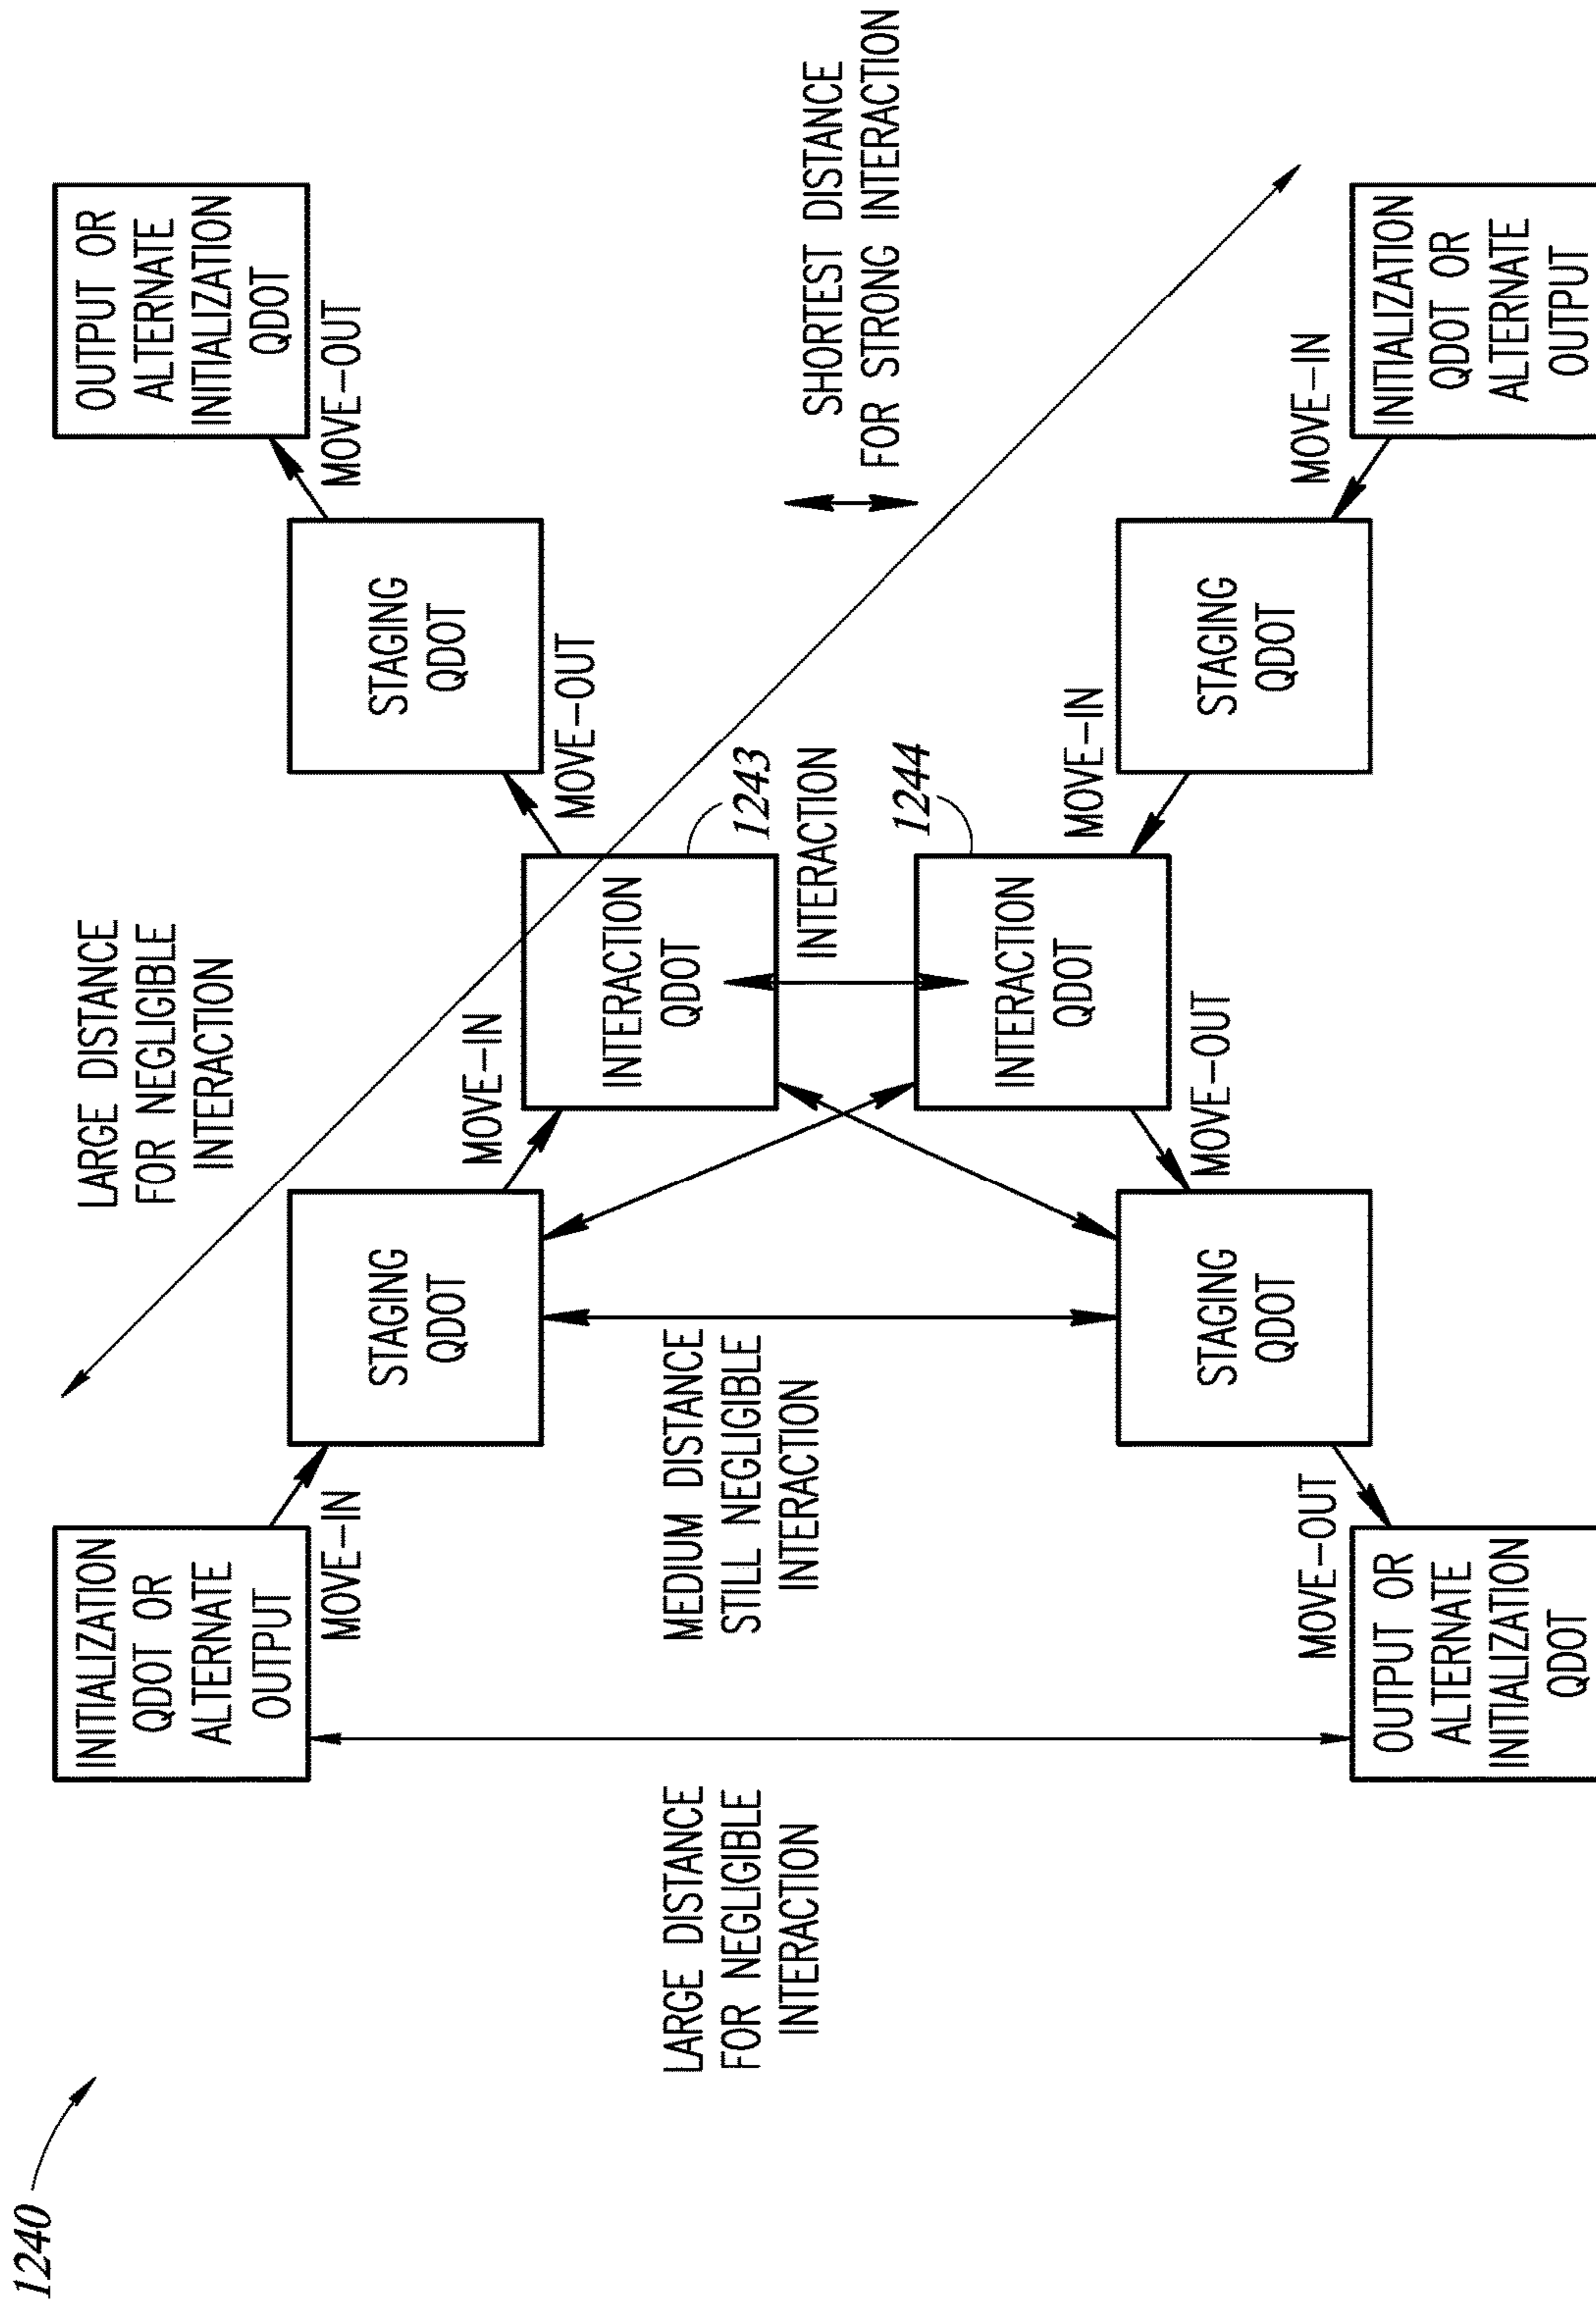 1240
LARGE DISTANCE
FOR NEGLIGIBLE
INTERACTION
INITIALIZATION
QDOT OR
ALTERNATE
OUTPUT
MOVE-IN
STAGING
QDOT
MOVE-IN
LARGE DISTANCE
FOR NEGLIGIBLE
INTERACTION
INTERACTION
QDOT
1243
MOVE-OUT
STAGING
QDOT
MOVE-OUT
OUTPUT OR
ALTERNATE
INITIALIZATION
QDOT
MEDIUM DISTANCE
STILL NEGLIGIBLE
INTERACTION
INTERACTION
SHORTEST DISTANCE
FOR STRONG INTERACTION
OUTPUT OR
ALTERNATE
INITIALIZATION
QDOT
MOVE-OUT
STAGING
QDOT
MOVE-OUT
INTERACTION
QDOT
1244
MOVE-IN
STAGING
QDOT
MOVE-IN
INITIALIZATION
QDOT OR
ALTERNATE
OUTPUT